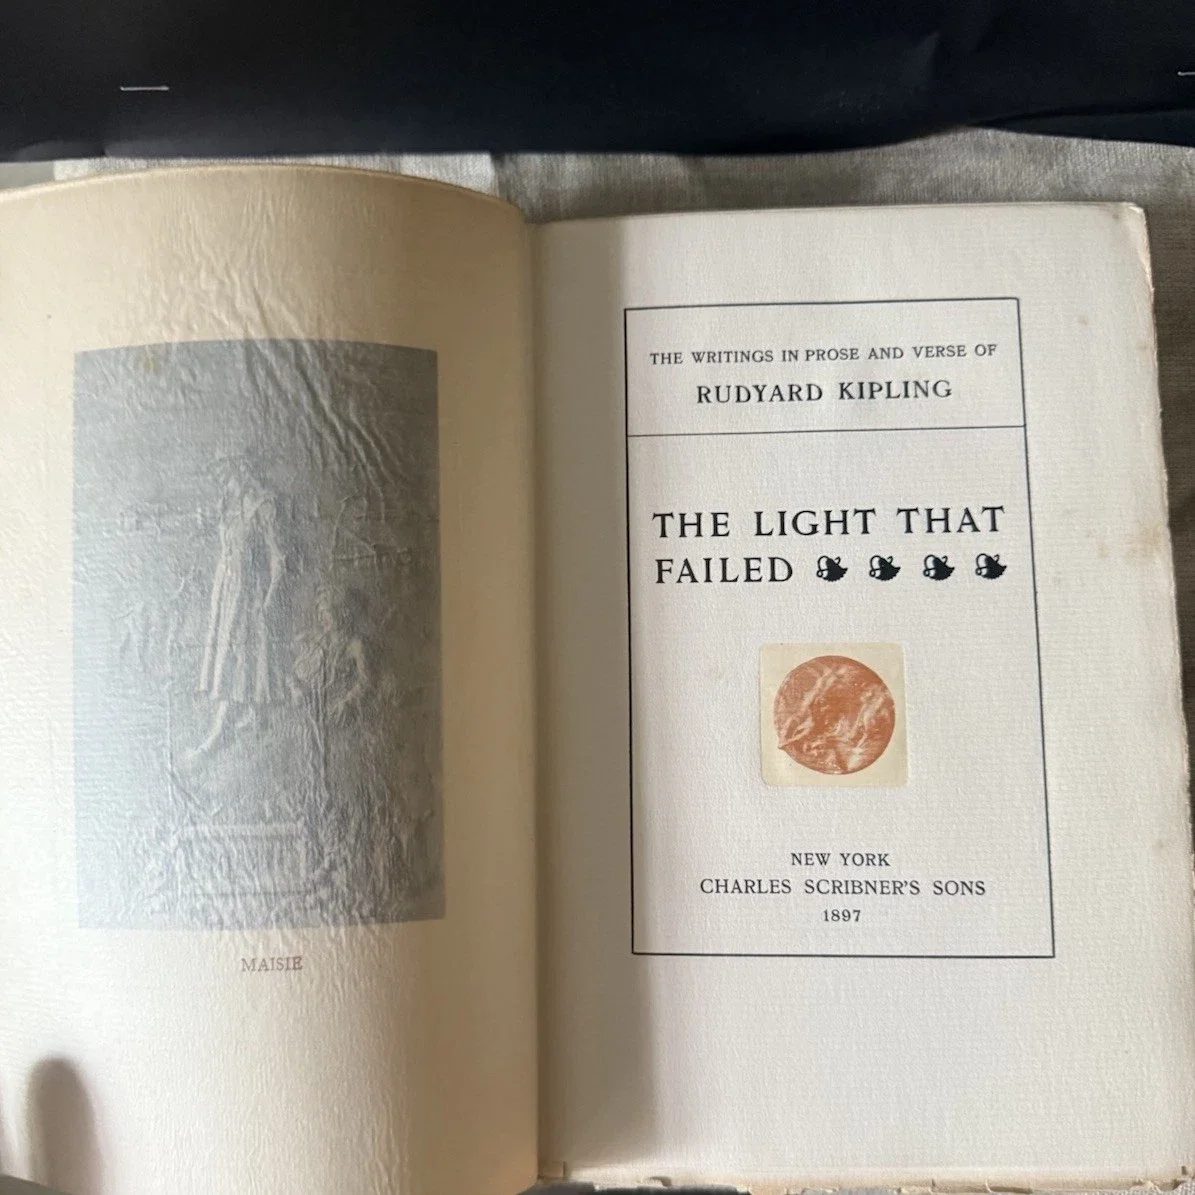 MAISIE
THE WRITINGS IN PROSE AND VERSE OF
RUDYARD KIPLING
THE LIGHT THAT
FAILED
NEW YORK
CHARLES SCRIBNER'S SONS
1897